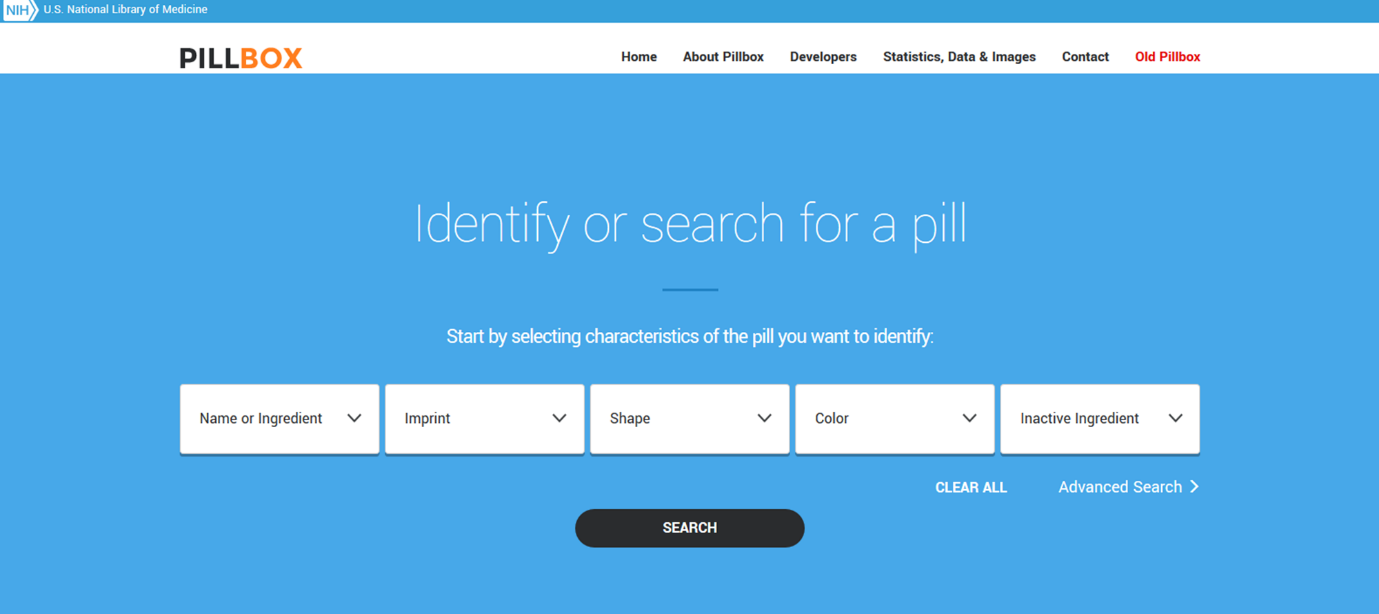 NIH U.S. National Library of Medicine
PILLBOX Home About Pillbox Developers Statistics, Data & Images Contact Old Pillbox
Identify or search for a pill
Start by selecting characteristics of the pill you want to identify:
Name or Ingredient Imprint Shape Color Inactive Ingredient
CLEAR ALL Advanced Search
SEARCH